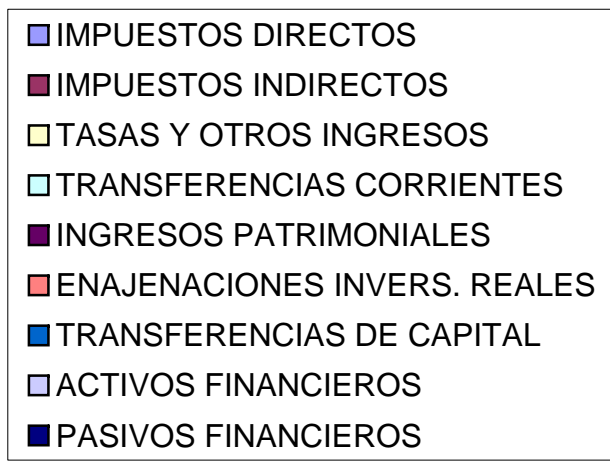 IMPUESTOS DIRECTOS
IMPUESTOS INDIRECTOS
TASAS Y OTROS INGRESOS
TRANSFERENCIAS CORRIENTES
INGRESOS PATRIMONIALES
ENAJENACIONES INVERS. REALES
TRANSFERENCIAS DE CAPITAL
ACTIVOS FINANCIEROS
PASIVOS FINANCIEROS